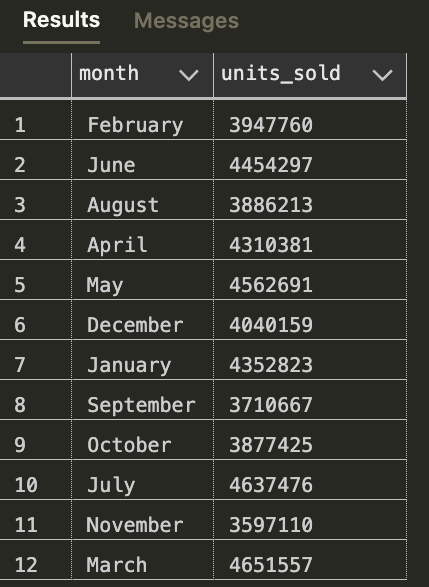 Results Messages
month units_sold
1 February 3947760
2 June 4454297
3 August 3886213
4 April 4310381
5 May 4562691
6 December 4040159
7 January 4352823
8 September 3710667
9 October 3877425
10 July 4637476
11 November 3597110
12 March 4651557